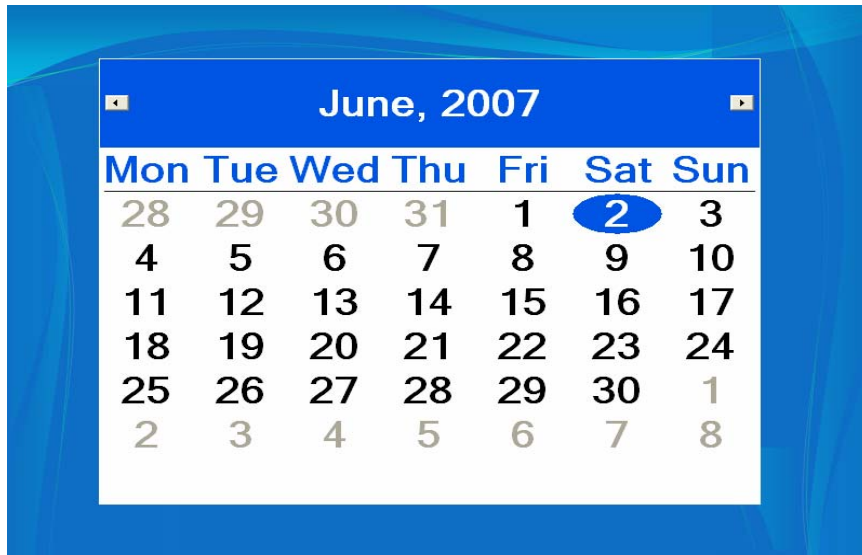 June, 2007
Mon Tue Wed Thu Fri Sat Sun
28 29 30 31 1 2 3
4 5 6 7 8 9 10
11 12 13 14 15 16 17
18 19 20 21 22 23 24
25 26 27 28 29 30 1
2 3 4 5 6 7 8